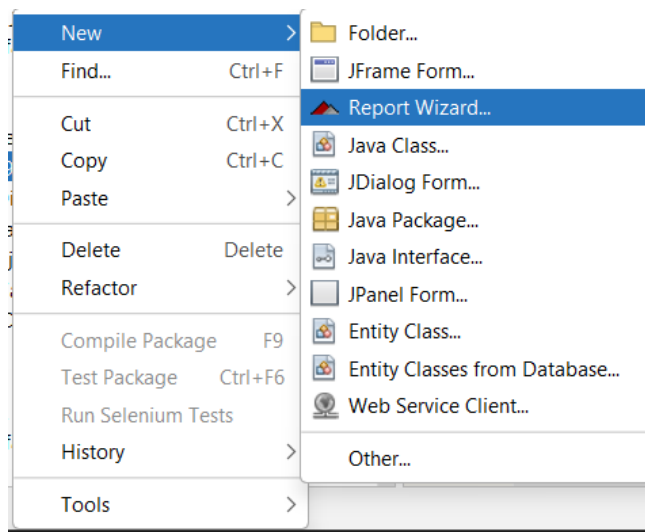 New
Find... Ctrl+F
Cut Ctrl+X
Copy Ctrl+C
Paste
Delete Delete
Refactor
Compile Package F9
Test Package Ctrl+F6
Run Selenium Tests
History
Tools
Folder...
JFrame Form...
Report Wizard...
Java Class...
JDialog Form...
Java Package...
Java Interface...
JPanel Form...
Entity Class...
Entity Classes from Database...
Web Service Client...
Other...